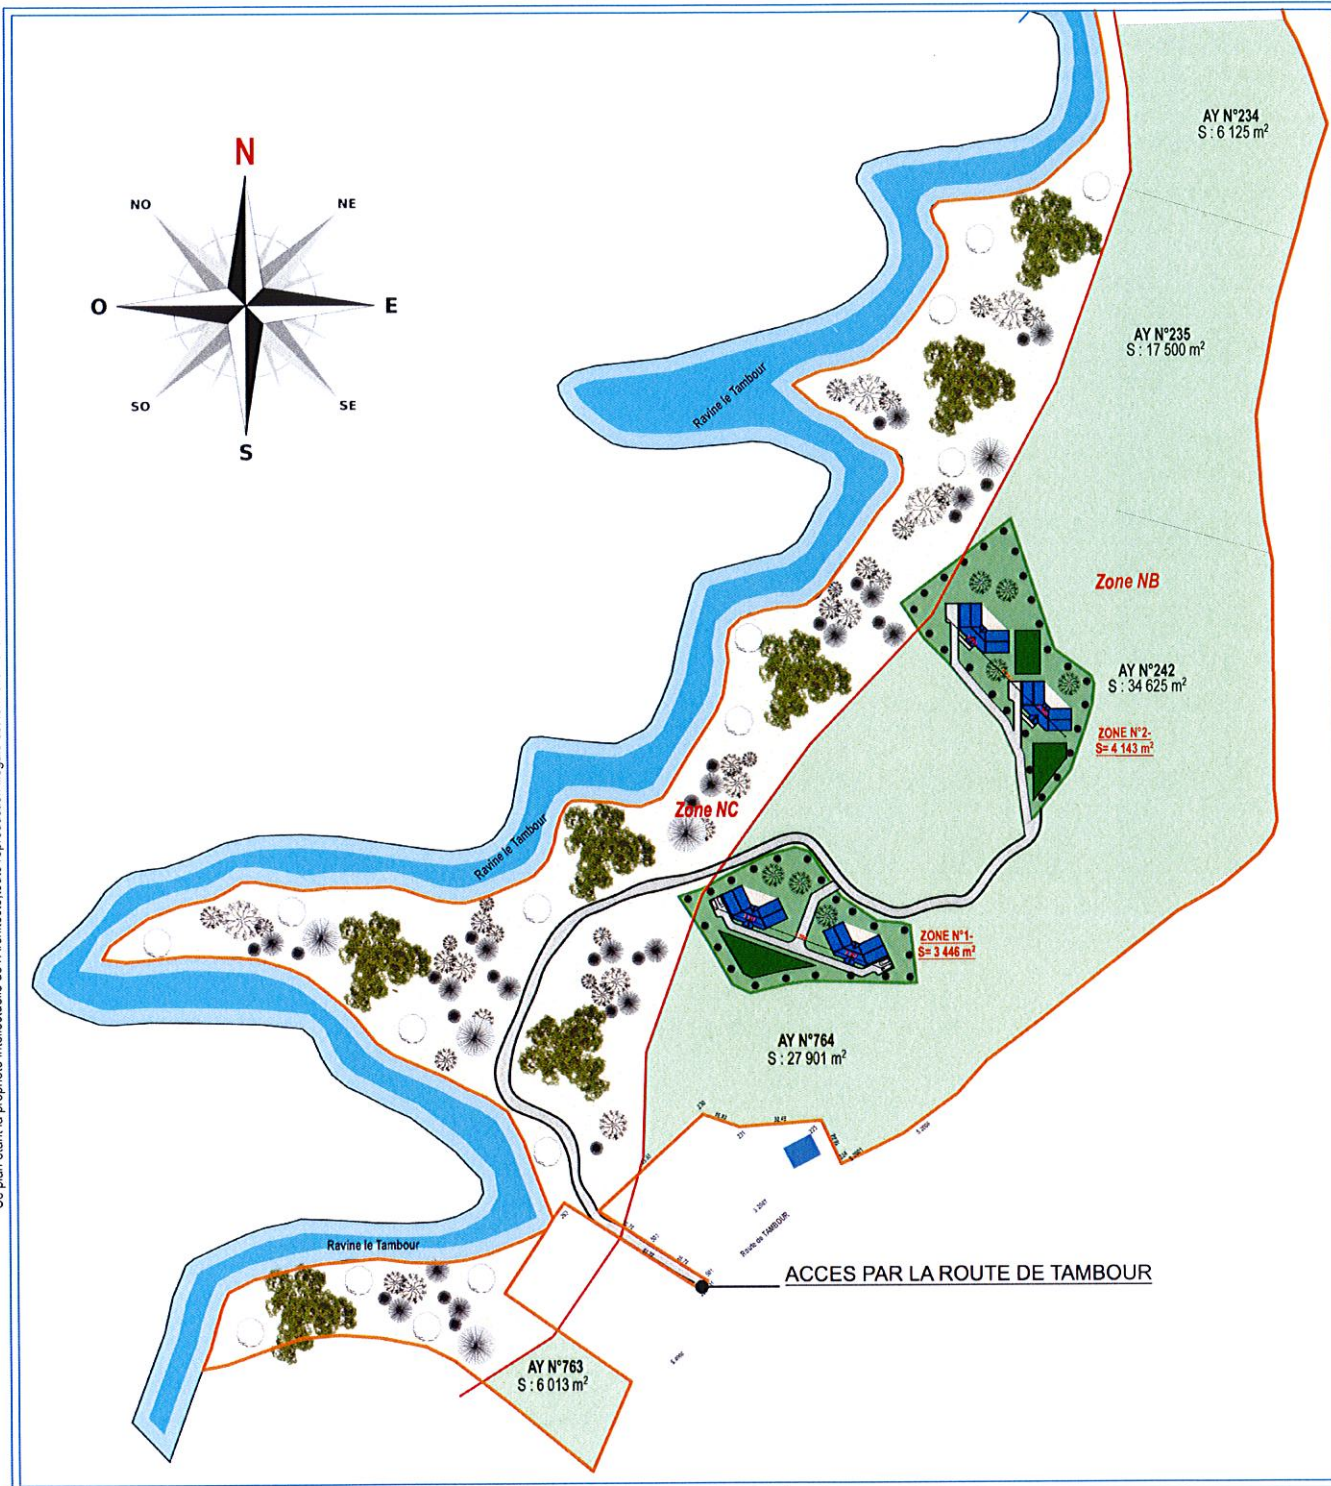 N
NO
NE
O
E
SO
SE
S
AY N°234
S : 6 125 m²
AY N°235
S : 17 500 m²
Ravine le Tambour
Zone NB
AY N°242
S : 34 625 m²
ZONE N°2-
S= 4 143 m²
Zone NC
Ravine le Tambour
ZONE N°1-
S= 3 446 m²
AY N°764
S : 27 901 m²
Route de TAMBOUR
Ravine le Tambour
ACCES PAR LA ROUTE DE TAMBOUR
AY N°763
S : 6 013 m²